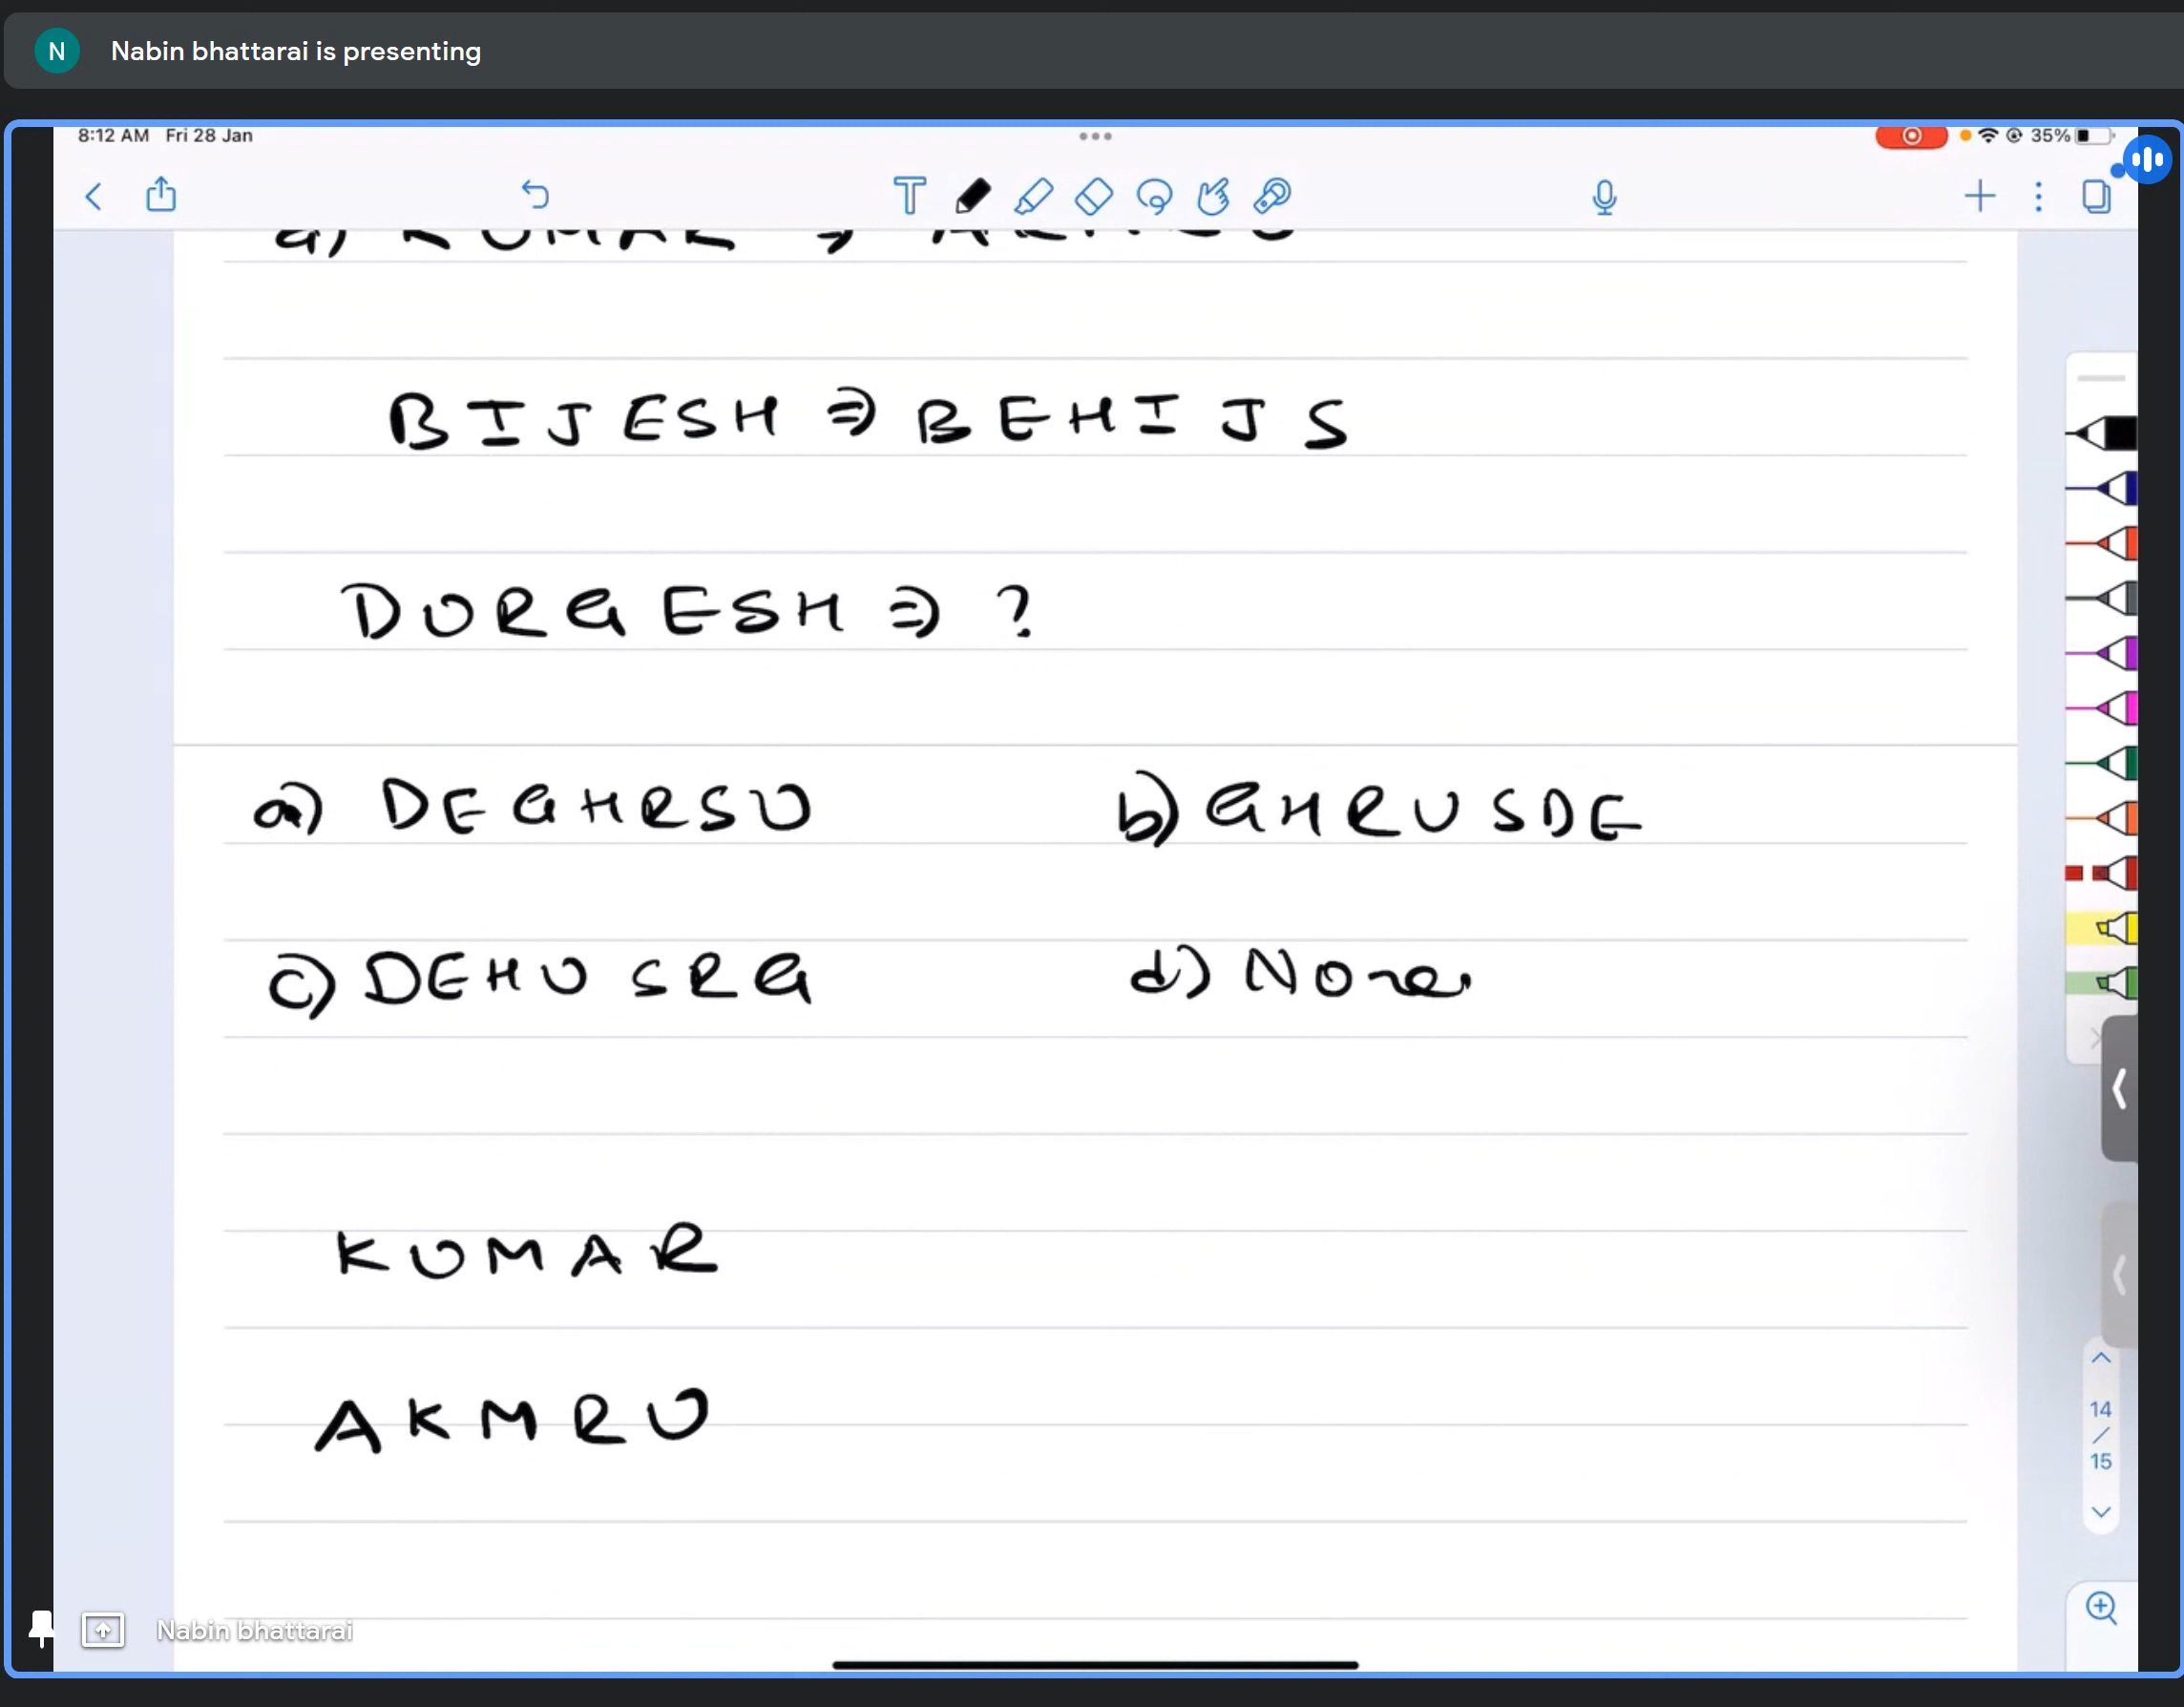 N Nabin bhattarai is presenting
8:12 AM Fri 28 Jan
35%
T
a) KUMAR ⇒
BIJESH ⇒ BEHIJS
DURGESH ⇒ ?
a) DEGHRSU b) GHRUSDE
c) DEHUSRG d) None
KUMAR
AKMRU
14
/
15
Nabin bhattarai